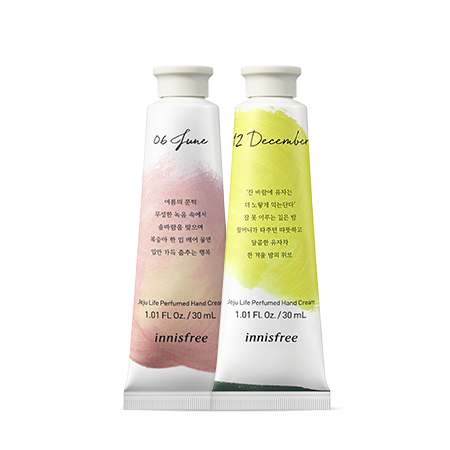 06 June
여름의 문턱
무성한 녹음 속에서
솔바람을 맞으며
복숭아 한 입 베어 물면
입안 가득 춤추는 행복
Jeju Life Perfumed Hand Cream
1.01 FL Oz. / 30 mL
innisfree
12 December
"찬 바람에 유자는
더 노랗게 익는단다"
잠 못 이루는 깊은 밤
할머니가 타주던 따뜻하고
달콤한 유자차
한 겨울 밤의 위로
Jeju Life Perfumed Hand Cream
1.01 FL Oz. / 30 mL
innisfree